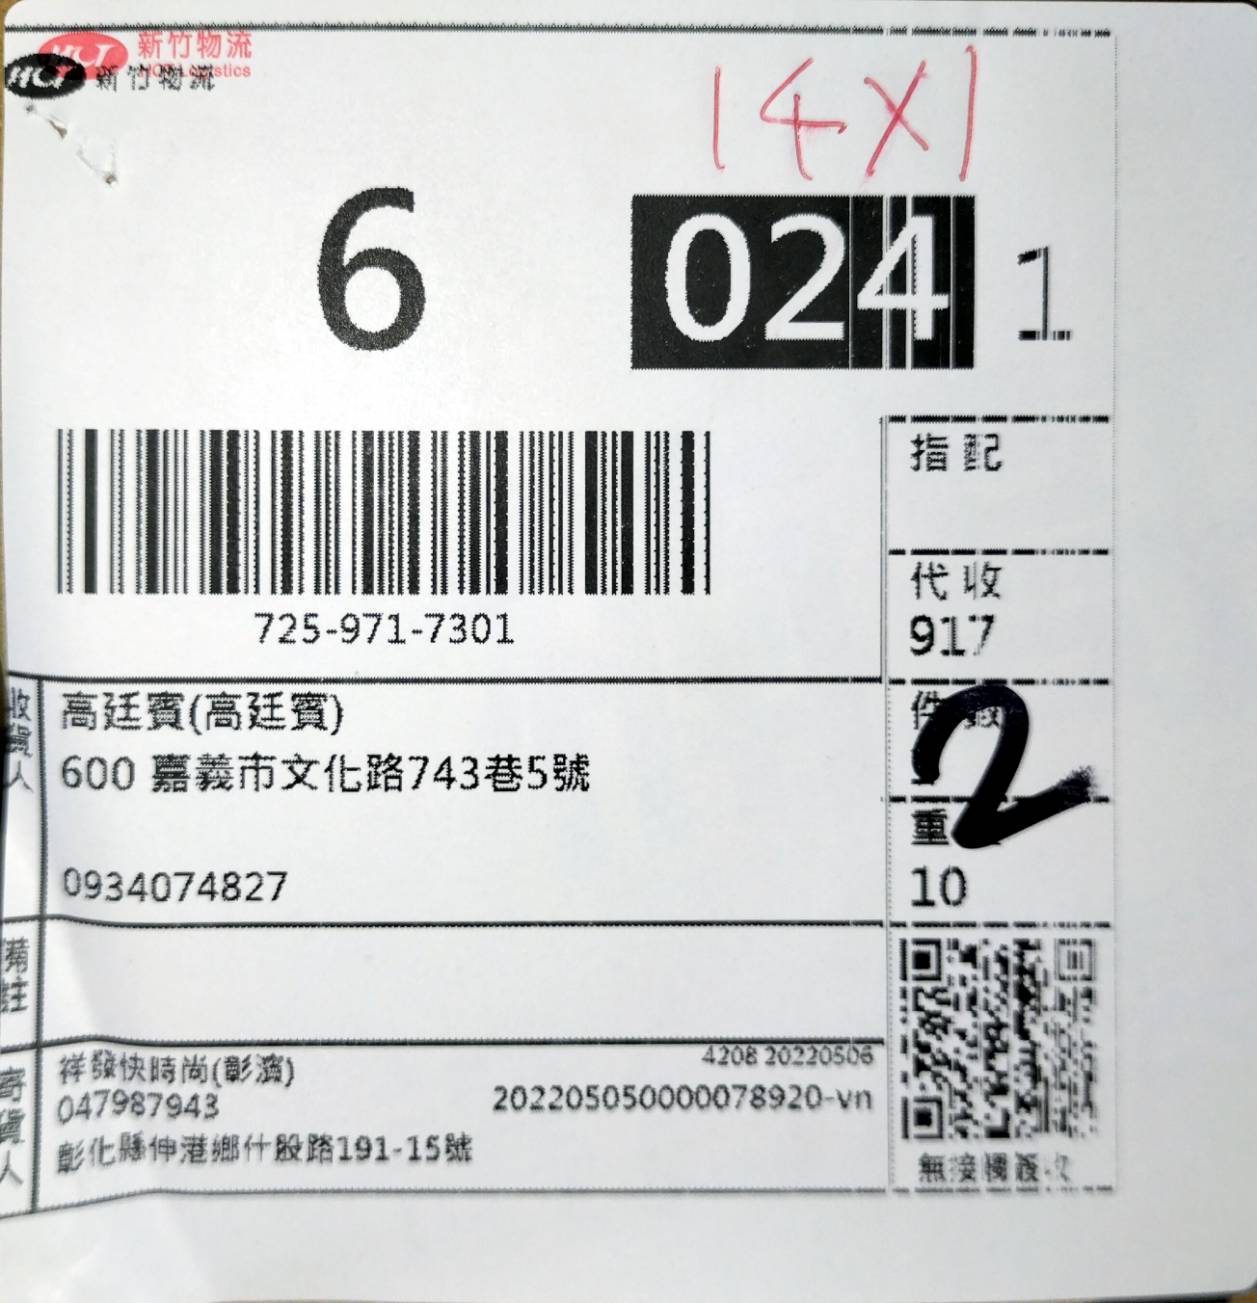 HCT 新竹物流
HCT Logistics
HCT 新竹物流
14X1
6 024 1
指配
代收
917
725-971-7301
件數
2
重
10
收貨人
高廷賓(高廷賓)
600 嘉義市文化路743巷5號
0934074827
備註
寄貨人
祥發快時尚(彰濱)
4208 20220506
047987943
202205050000078920-vn
彰化縣伸港鄉什股路191-15號
無接觸簽收